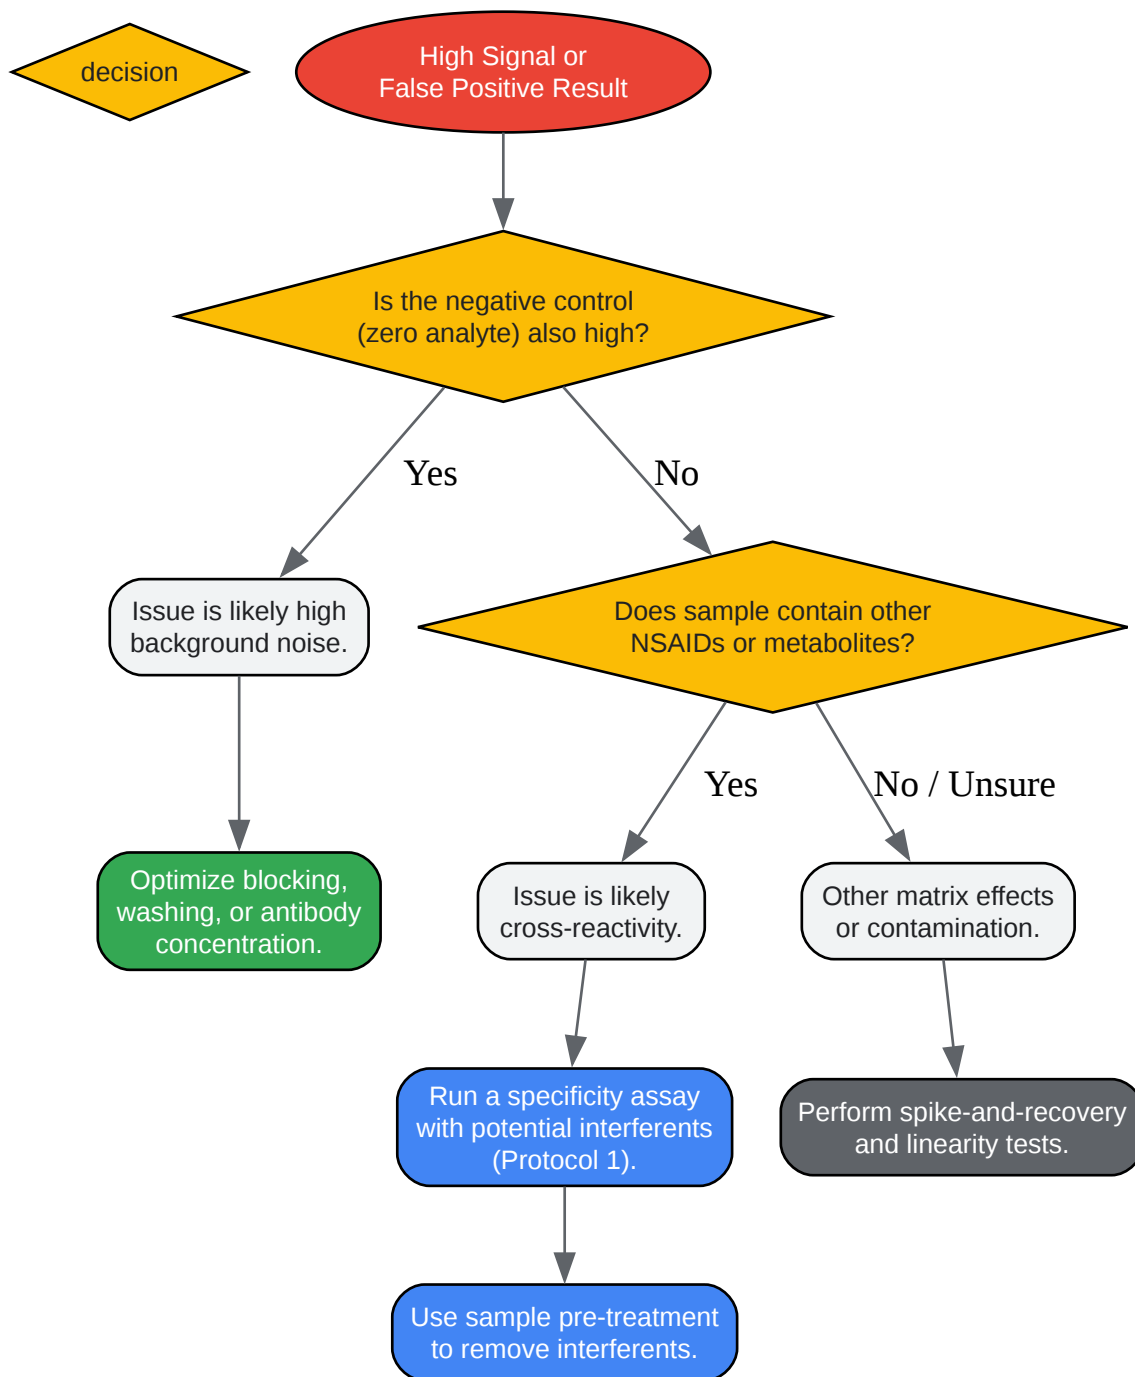 decision
High Signal or
False Positive Result
Is the negative control
(zero analyte) also high?
Yes
No
Issue is likely high
background noise.
Does sample contain other
NSAIDs or metabolites?
Yes
No / Unsure
Optimize blocking,
washing, or antibody
concentration.
Issue is likely
cross-reactivity.
Other matrix effects
or contamination.
Run a specificity assay
with potential interferents
(Protocol 1).
Perform spike-and-recovery
and linearity tests.
Use sample pre-treatment
to remove interferents.